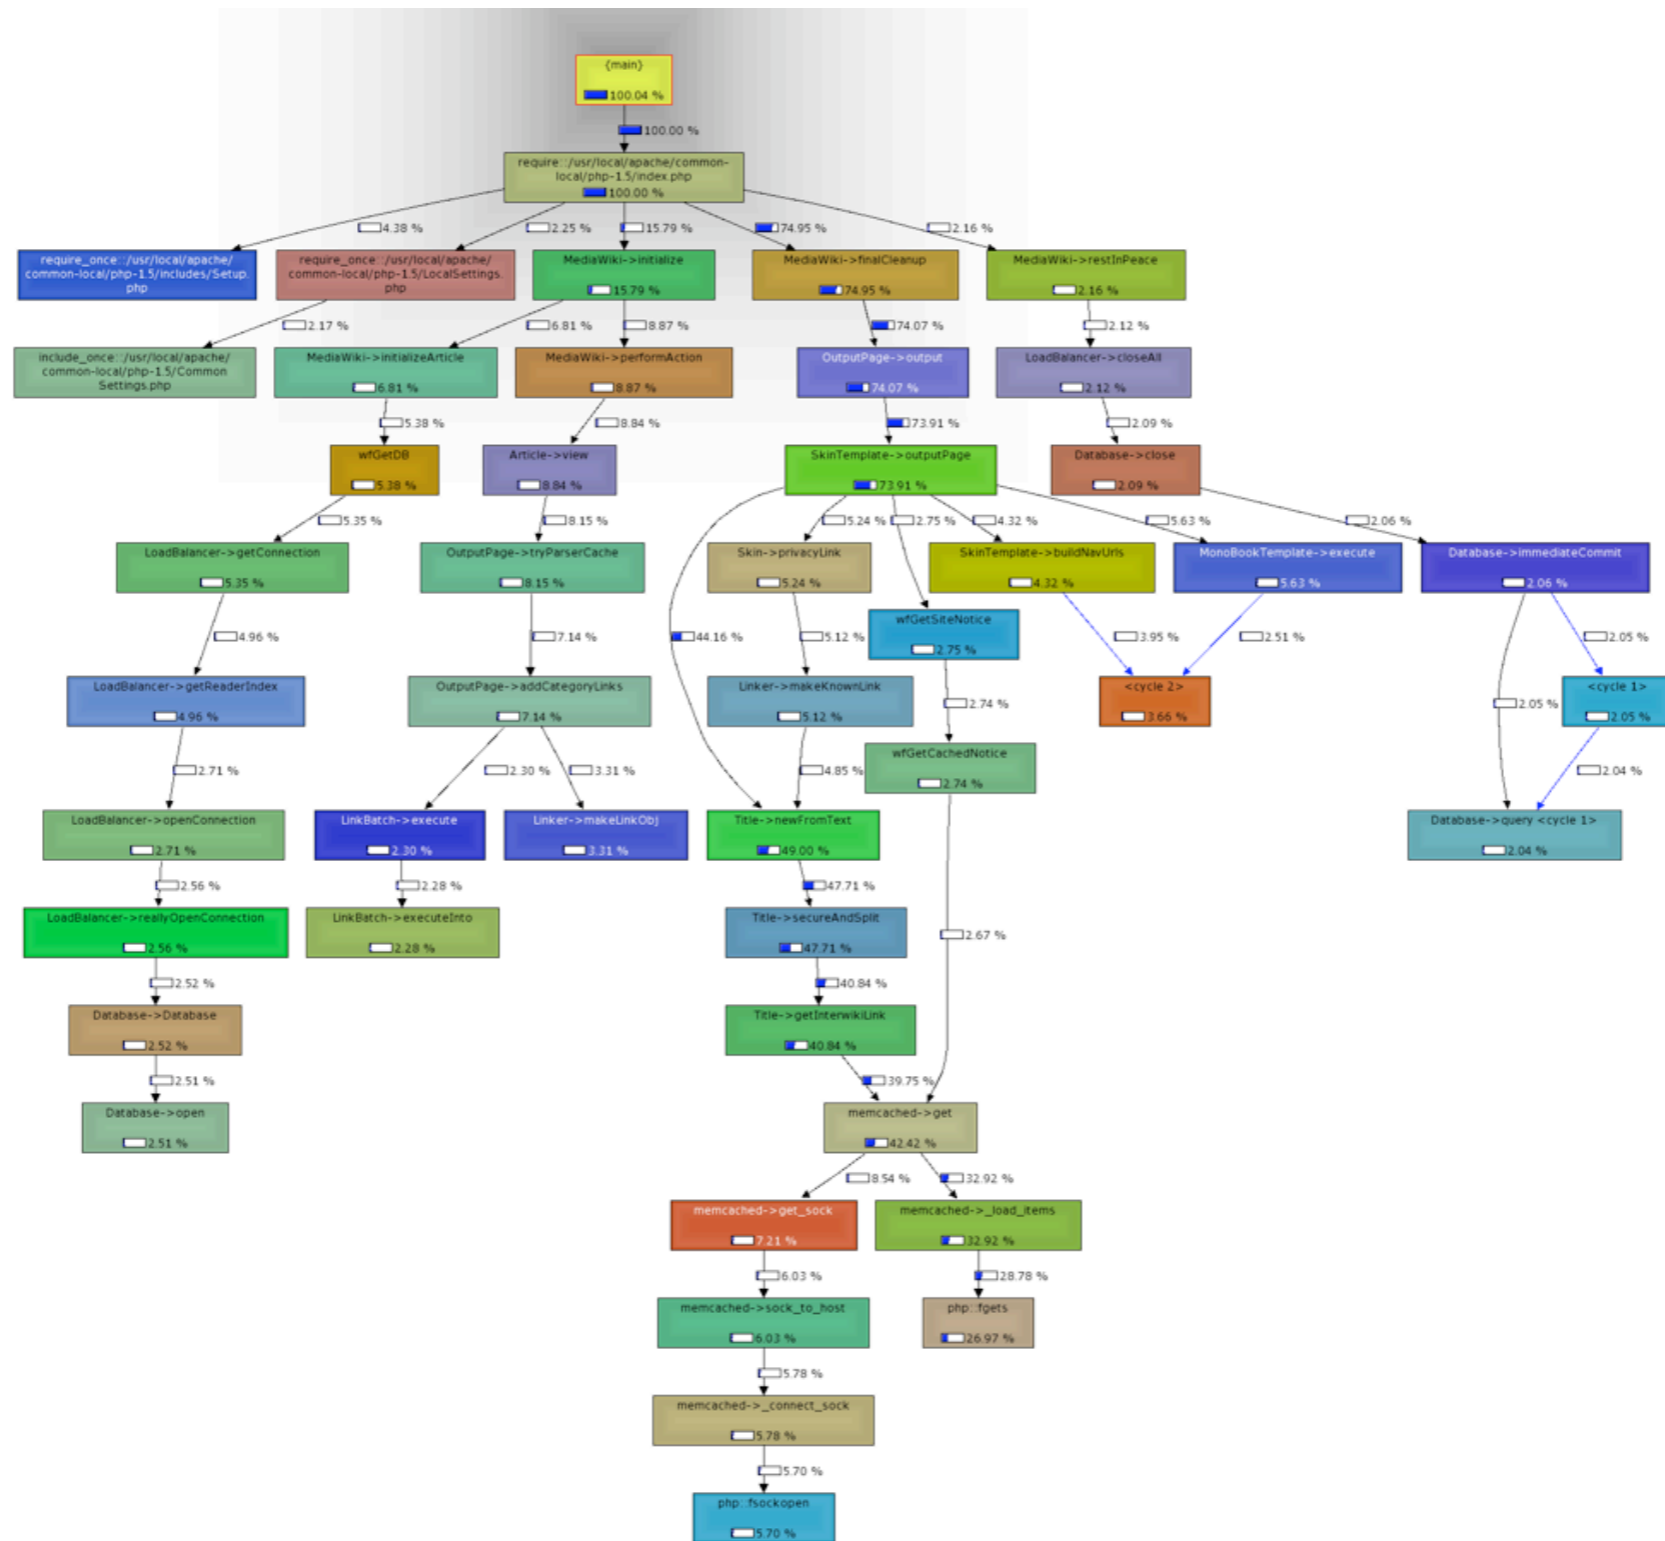 {main}
100.04 %
100.00 %
require::/usr/local/apache/common-
local/php-1.5/index.php
100.00 %
4.38 %
2.25 %
15.79 %
74.95 %
2.16 %
require_once::/usr/local/apache/
common-local/php-1.5/includes/Setup.
php
require_once::/usr/local/apache/
common-local/php-1.5/LocalSettings.
php
MediaWiki->initialize
15.79 %
MediaWiki->finalCleanup
74.95 %
MediaWiki->restInPeace
2.16 %
2.17 %
6.81 %
8.87 %
74.07 %
2.12 %
include_once::/usr/local/apache/
common-local/php-1.5/Common
Settings.php
MediaWiki->initializeArticle
6.81 %
MediaWiki->performAction
8.87 %
OutputPage->output
74.07 %
LoadBalancer->closeAll
2.12 %
5.38 %
8.84 %
73.91 %
2.09 %
wfGetDB
5.38 %
Article->view
8.84 %
SkinTemplate->outputPage
73.91 %
Database->close
2.09 %
5.35 %
8.15 %
5.24 %
2.75 %
4.32 %
5.63 %
2.06 %
LoadBalancer->getConnection
5.35 %
OutputPage->tryParserCache
8.15 %
Skin->privacyLink
5.24 %
SkinTemplate->buildNavUrls
4.32 %
MonoBookTemplate->execute
5.63 %
Database->immediateCommit
2.06 %
wfGetSiteNotice
2.75 %
4.96 %
7.14 %
44.16 %
5.12 %
3.95 %
2.51 %
2.05 %
LoadBalancer->getReaderIndex
4.96 %
OutputPage->addCategoryLinks
7.14 %
Linker->makeKnownLink
5.12 %
2.74 %
<cycle 2>
3.66 %
2.05 %
<cycle 1>
2.05 %
wfGetCachedNotice
2.74 %
2.71 %
2.30 %
3.31 %
4.85 %
2.04 %
LoadBalancer->openConnection
2.71 %
LinkBatch->execute
2.30 %
Linker->makeLinkObj
3.31 %
Title->newFromText
49.00 %
Database->query <cycle 1>
2.04 %
2.56 %
2.28 %
47.71 %
LoadBalancer->reallyOpenConnection
2.56 %
LinkBatch->executeInto
2.28 %
Title->secureAndSplit
47.71 %
2.67 %
2.52 %
40.84 %
Database->Database
2.52 %
Title->getInterwikiLink
40.84 %
2.51 %
39.75 %
Database->open
2.51 %
memcached->get
42.42 %
8.54 %
32.92 %
memcached->get_sock
7.21 %
memcached->_load_items
32.92 %
6.03 %
28.78 %
memcached->sock_to_host
6.03 %
php::fgets
26.97 %
5.78 %
memcached->_connect_sock
5.78 %
5.70 %
php::fsockopen
5.70 %